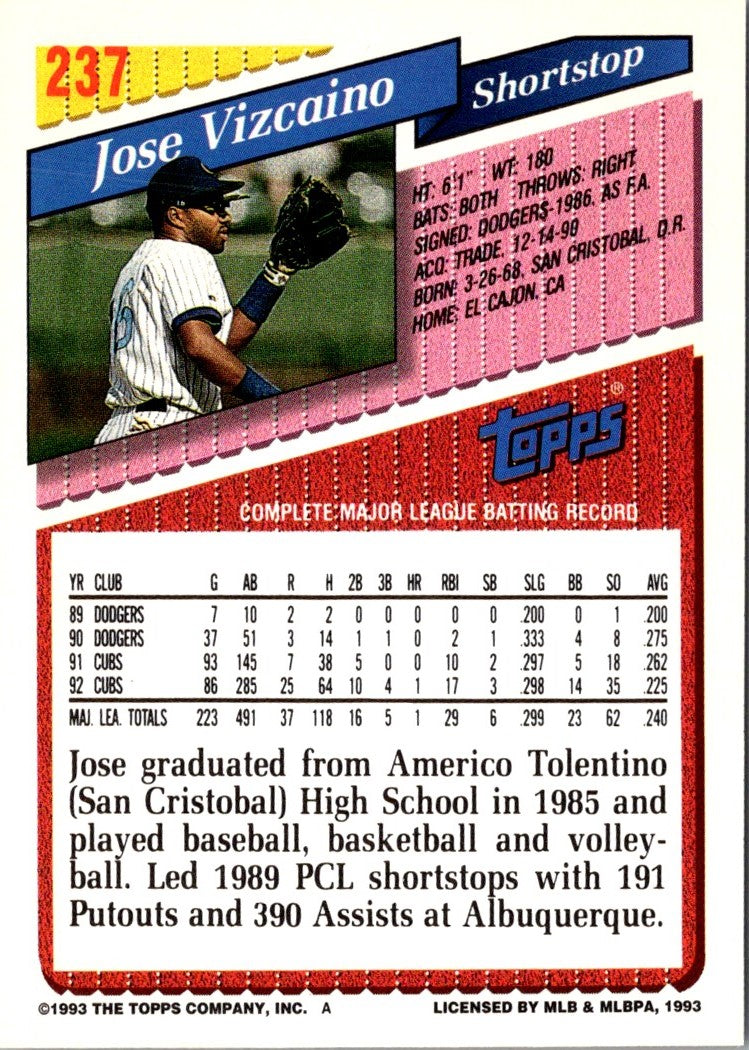 237
Jose Vizcaino
Shortstop
HT: 6'1" WT: 180
BATS: BOTH THROWS: RIGHT
SIGNED: DODGERS-1986, AS F.A.
ACQ: TRADE, 12-14-90
BORN: 3-26-68, SAN CRISTOBAL, D.R.
HOME: EL CAJON, CA
topps®
COMPLETE MAJOR LEAGUE BATTING RECORD
YR CLUB G AB R H 2B 3B HR RBI SB SLG BB SO AVG
89 DODGERS 7 10 2 2 0 0 0 0 0 .200 0 1 .200
90 DODGERS 37 51 3 14 1 1 0 2 1 .333 4 8 .275
91 CUBS 93 145 7 38 5 0 0 10 2 .297 5 18 .262
92 CUBS 86 285 25 64 10 4 1 17 3 .298 14 35 .225
MAJ. LEA. TOTALS 223 491 37 118 16 5 1 29 6 .299 23 62 .240
Jose graduated from Americo Tolentino
(San Cristobal) High School in 1985 and
played baseball, basketball and volley-
ball. Led 1989 PCL shortstops with 191
Putouts and 390 Assists at Albuquerque.
©1993 THE TOPPS COMPANY, INC. A LICENSED BY MLB & MLBPA, 1993